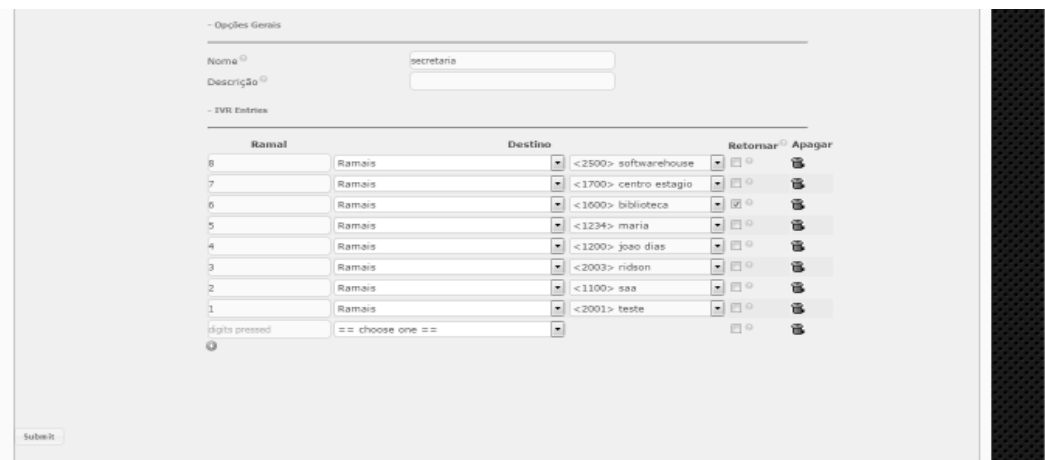 - Opções Gerais
Nome
secretaria
Descrição
- IVR Entries
Ramal Destino Retornar Apagar
8 Ramais <2500> softwarehouse
7 Ramais <1700> centro estagio
6 Ramais <1600> biblioteca
5 Ramais <1234> maria
4 Ramais <1200> joao dias
3 Ramais <2003> ridson
2 Ramais <1100> saa
1 Ramais <2001> teste
digits pressed == choose one ==
Submit